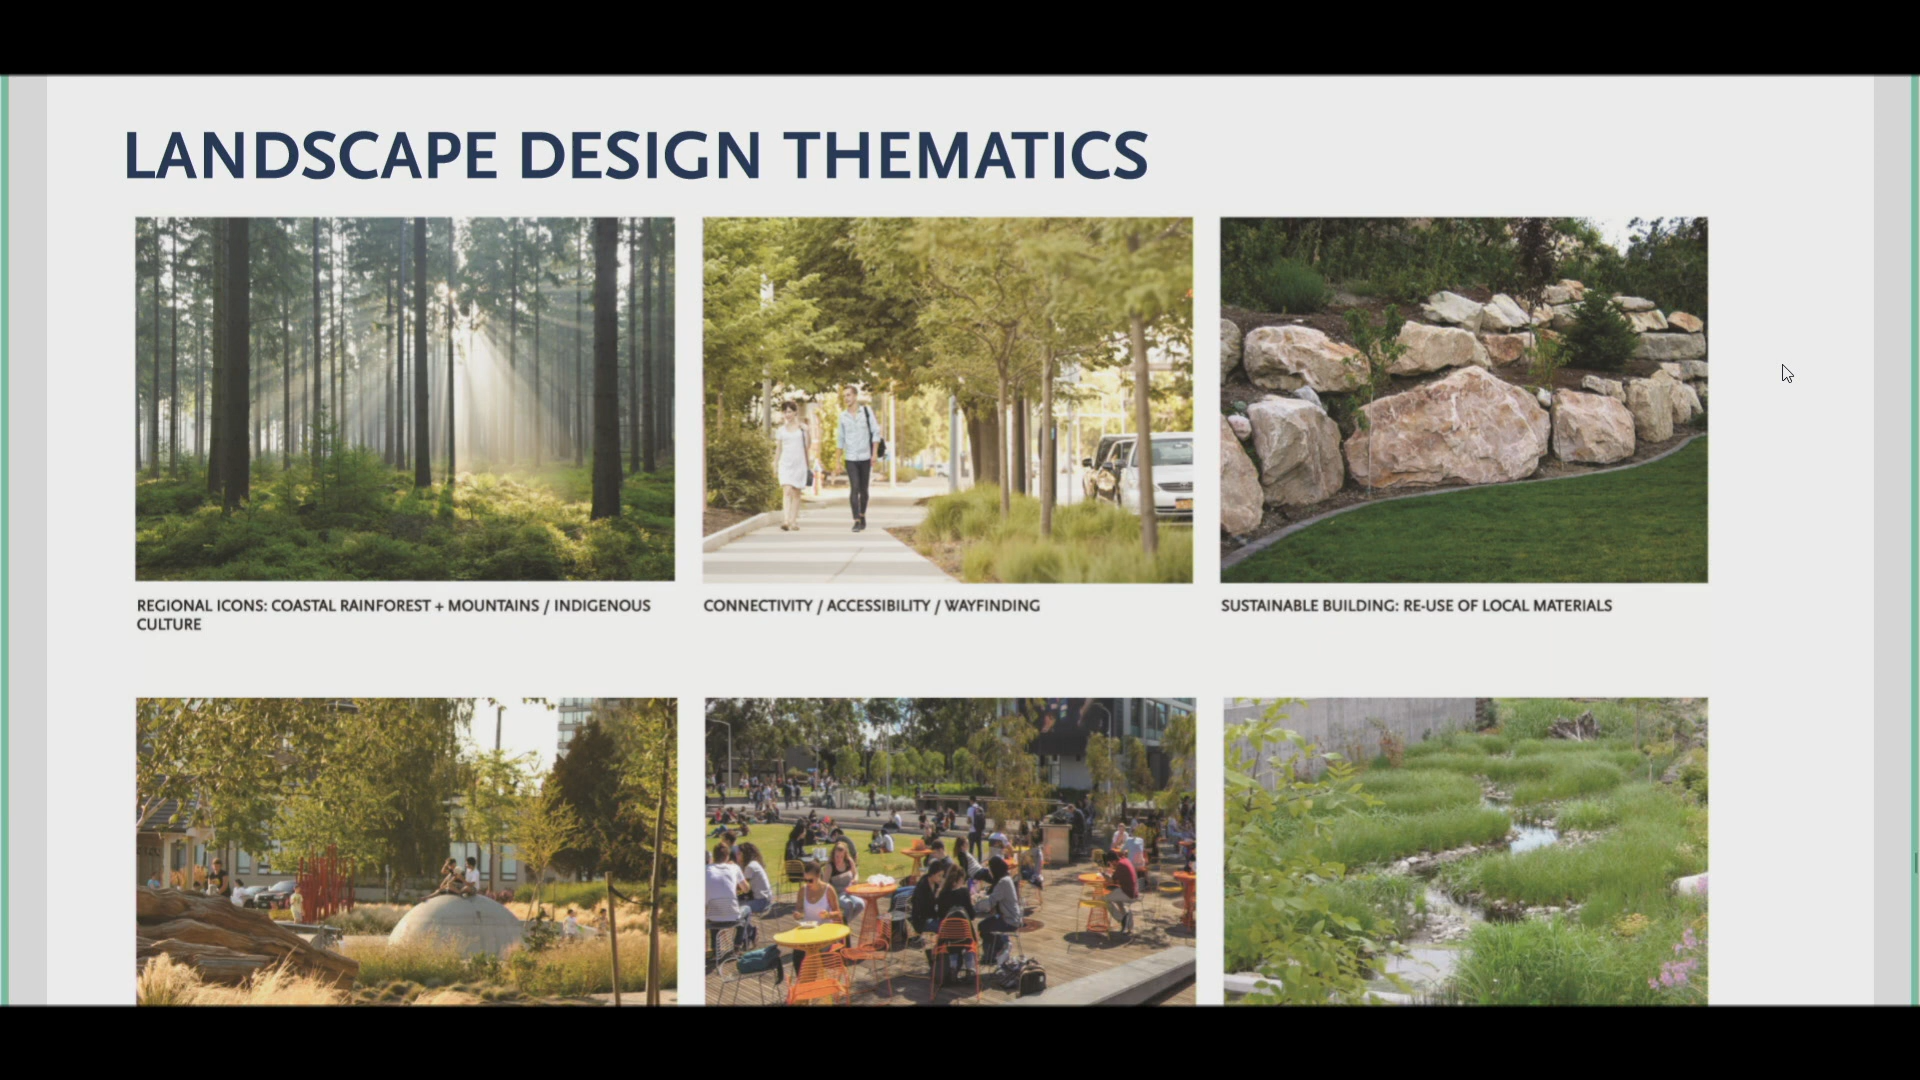 LANDSCAPE DESIGN THEMATICS
REGIONAL ICONS: COASTAL RAINFOREST + MOUNTAINS / INDIGENOUS
CULTURE
CONNECTIVITY / ACCESSIBILITY / WAYFINDING
SUSTAINABLE BUILDING: RE-USE OF LOCAL MATERIALS